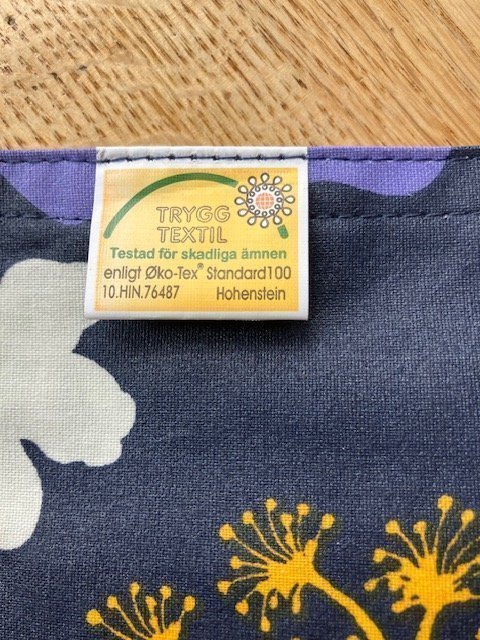 TRYGG
TEXTIL
Testad för skadliga ämnen
enligt Øko-Tex® Standard100
10.HIN.76487 Hohenstein